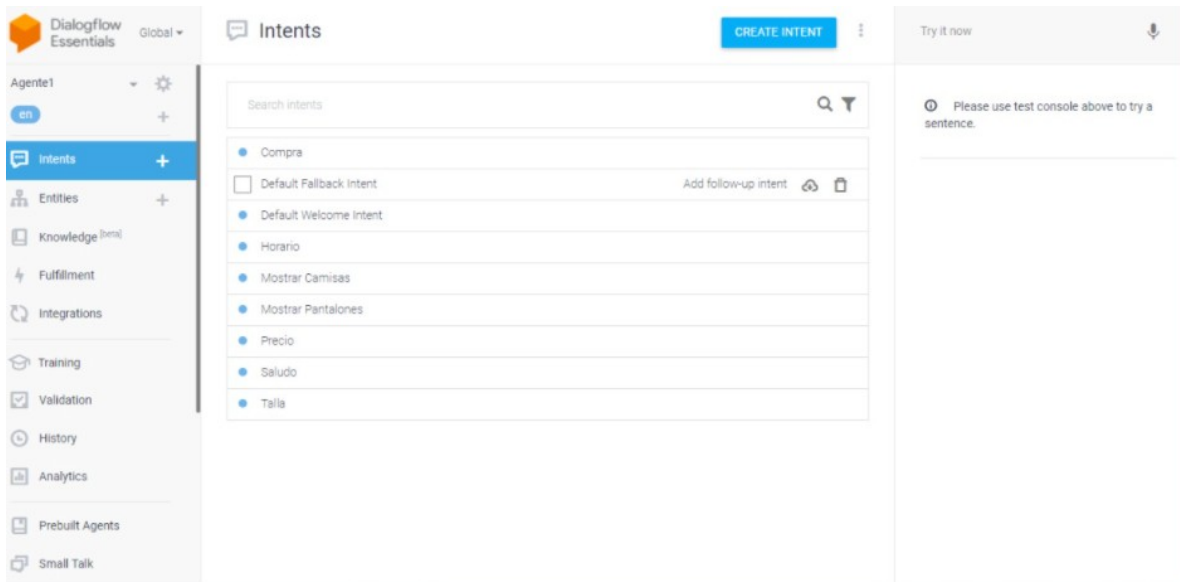 Dialogflow
Essentials
Global
Agente1
en
Intents
Entities
Knowledge [beta]
Fulfillment
Integrations
Training
Validation
History
Analytics
Prebuilt Agents
Small Talk
Intents
CREATE INTENT
Search intents
Compra
Default Fallback Intent
Add follow-up intent
Default Welcome Intent
Horario
Mostrar Camisas
Mostrar Pantalones
Precio
Saludo
Talla
Try it now
Please use test console above to try a
sentence.